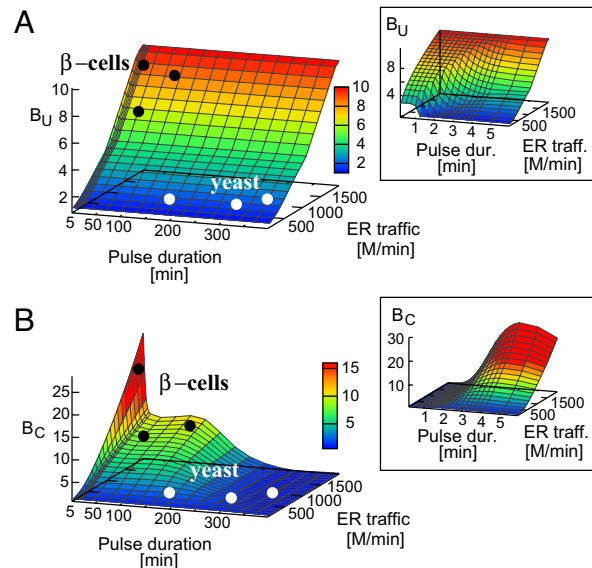 A
β-cells
B_U
10
8
6
4
2
10
8
6
4
2
yeast
5 50 100 200 300
Pulse duration
[min]
500 1000 1500
ER traffic
[M/min]
B_U
8
4
1 2 3 4 5
Pulse dur.
[min]
500 1500
ER traff.
[M/min]
B
β-cells
B_C
25
20
15
10
5
15
10
5
yeast
5 50 100 200 300
Pulse duration
[min]
500 1000 1500
ER traffic
[M/min]
B_C
30
20
10
1 2 3 4 5
Pulse dur.
[min]
500 1500
ER traff.
[M/min]